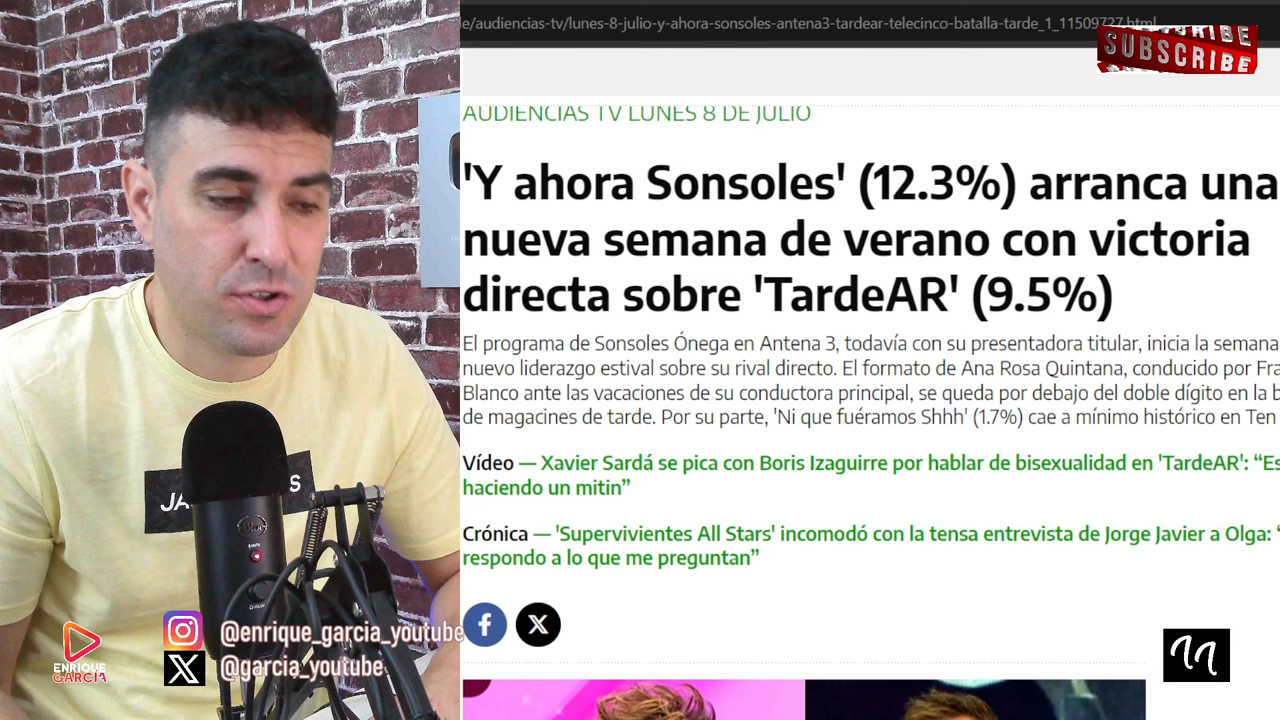 e/audiencias-tv/lunes-8-julio-y-ahora-sonsoles-antena3-tardear-telecinco-batalla-tarde_1_11509727.html
SUBSCRIBE
AUDIENCIAS TV LUNES 8 DE JULIO
'Y ahora Sonsoles' (12.3%) arranca una
nueva semana de verano con victoria
directa sobre 'TardeAR' (9.5%)
El programa de Sonsoles Ónega en Antena 3, todavía con su presentadora titular, inicia la semana
nuevo liderazgo estival sobre su rival directo. El formato de Ana Rosa Quintana, conducido por Fra
Blanco ante las vacaciones de su conductora principal, se queda por debajo del doble dígito en la b
de magacines de tarde. Por su parte, 'Ni que fuéramos Shhh' (1.7%) cae a mínimo histórico en Ten
Vídeo — Xavier Sardá se pica con Boris Izaguirre por hablar de bisexualidad en 'TardeAR': “Es
haciendo un mitin”
Crónica — 'Supervivientes All Stars' incomodó con la tensa entrevista de Jorge Javier a Olga: “
respondo a lo que me preguntan”
@enrique_garcia_youtube
@garcia_youtube
ENRIQUE
GARCIA